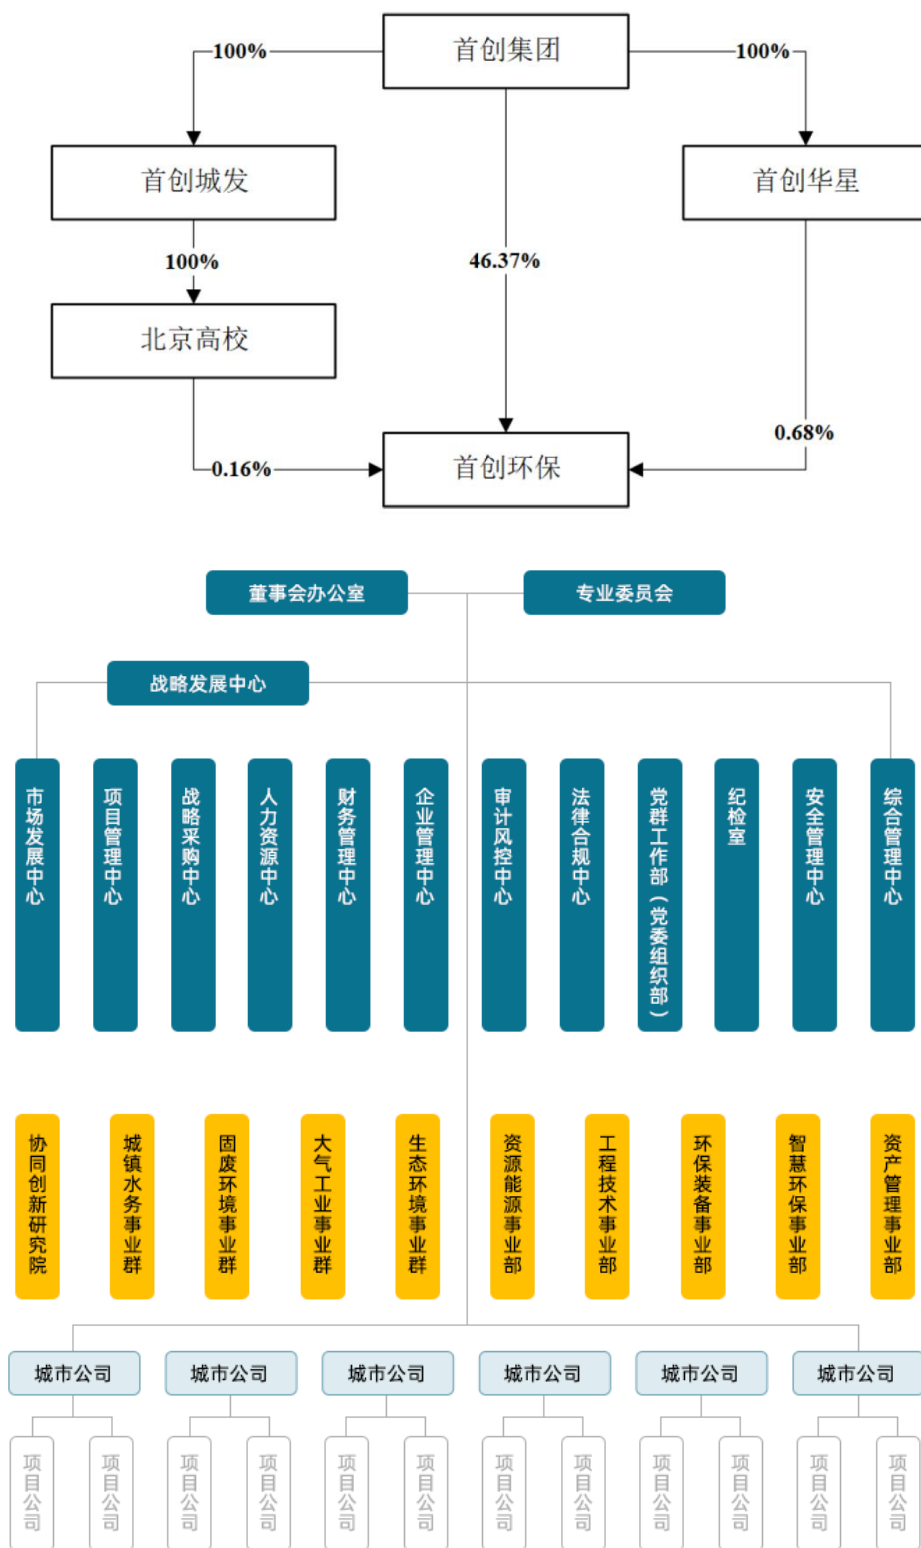 首创集团
100%
100%
首创城发
首创华星
100%
46.37%
北京高校
0.68%
0.16%
首创环保
董事会办公室
专业委员会
战略发展中心
市场发展中心
项目管理中心
战略采购中心
人力资源中心
财务管理中心
企业管理中心
审计风控中心
法律合规中心
党群工作部（党委组织部）
纪检室
安全管理中心
综合管理中心
协同创新研究院
城镇水务事业群
固废环境事业群
大气工业事业群
生态环境事业群
资源能源事业部
工程技术事业部
环保装备事业部
智慧环保事业部
资产管理事业部
城市公司
城市公司
城市公司
城市公司
城市公司
城市公司
项目公司
项目公司
项目公司
项目公司
项目公司
项目公司
项目公司
项目公司
项目公司
项目公司
项目公司
项目公司